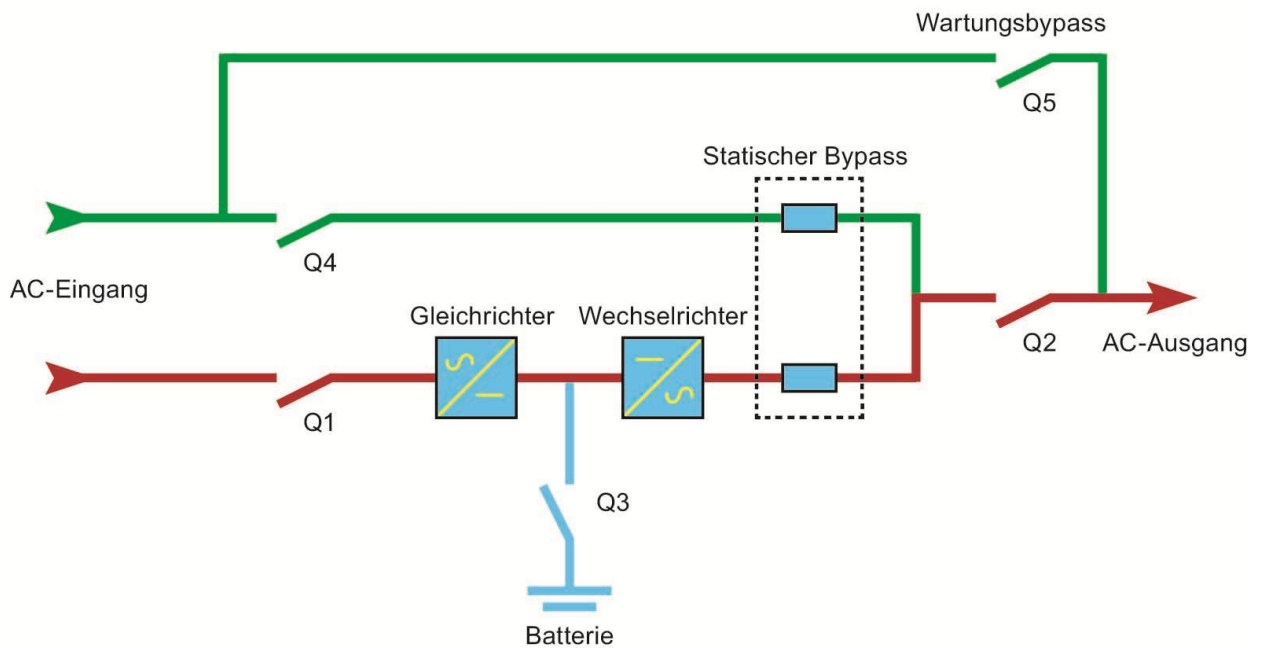 Wartungsbypass
Q5
Statischer Bypass
Q4
AC-Eingang
Gleichrichter
Wechselrichter
Q2
AC-Ausgang
Q1
Q3
Batterie